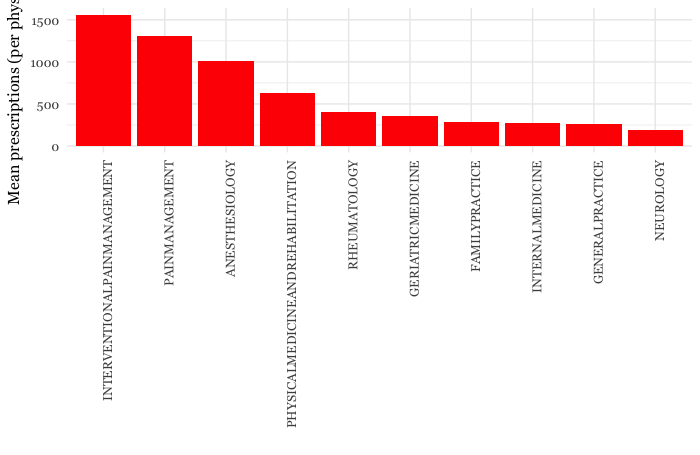 Mean prescriptions (per phys
1500
1000
500
0
INTERVENTIONALPAINMANAGEMENT
PAINMANAGEMENT
ANESTHESIOLOGY
PHYSICALMEDICINEANDREHABILITATION
RHEUMATOLOGY
GERIATRICMEDICINE
FAMILYPRACTICE
INTERNALMEDICINE
GENERALPRACTICE
NEUROLOGY